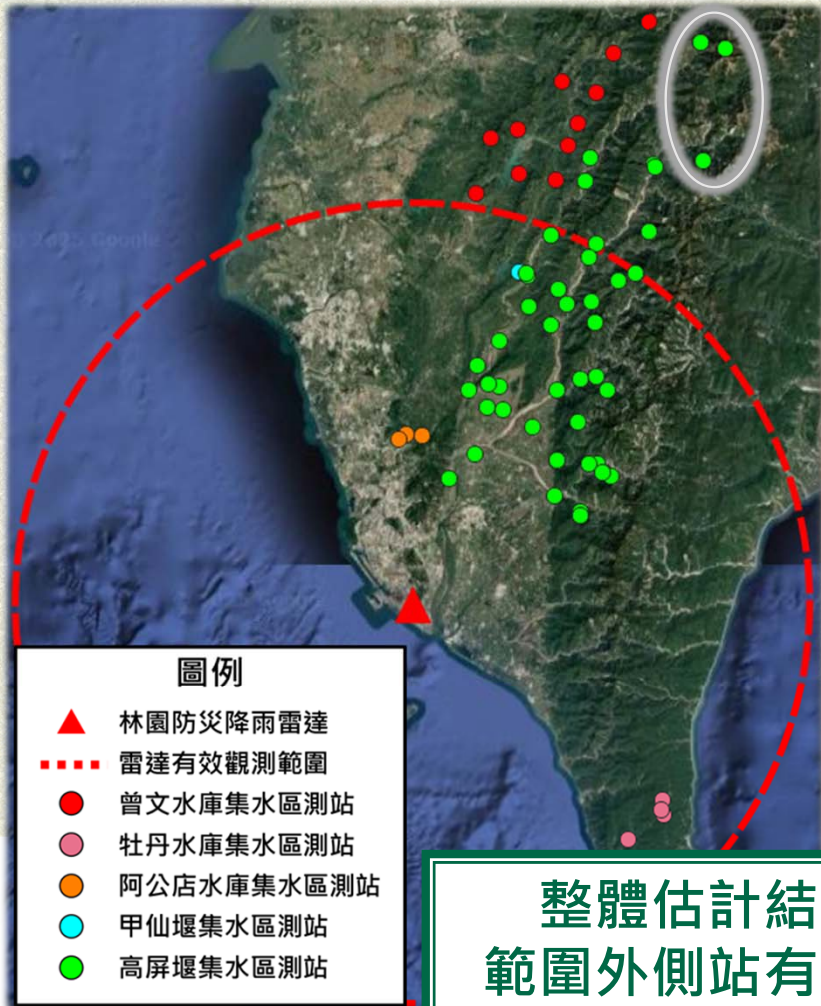 © 2025 Google
圖例
林園防災降雨雷達
雷達有效觀測範圍
曾文水庫集水區測站
牡丹水庫集水區測站
阿公店水庫集水區測站
甲仙堰集水區測站
高屏堰集水區測站
整體估計結
範圍外側站有